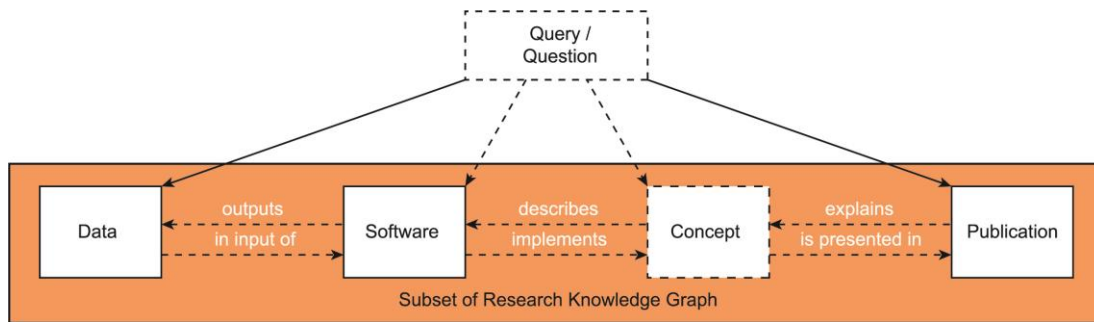 Query /
Question
outputs
describes
explains
Data
Software
Concept
Publication
in input of
implements
is presented in
Subset of Research Knowledge Graph